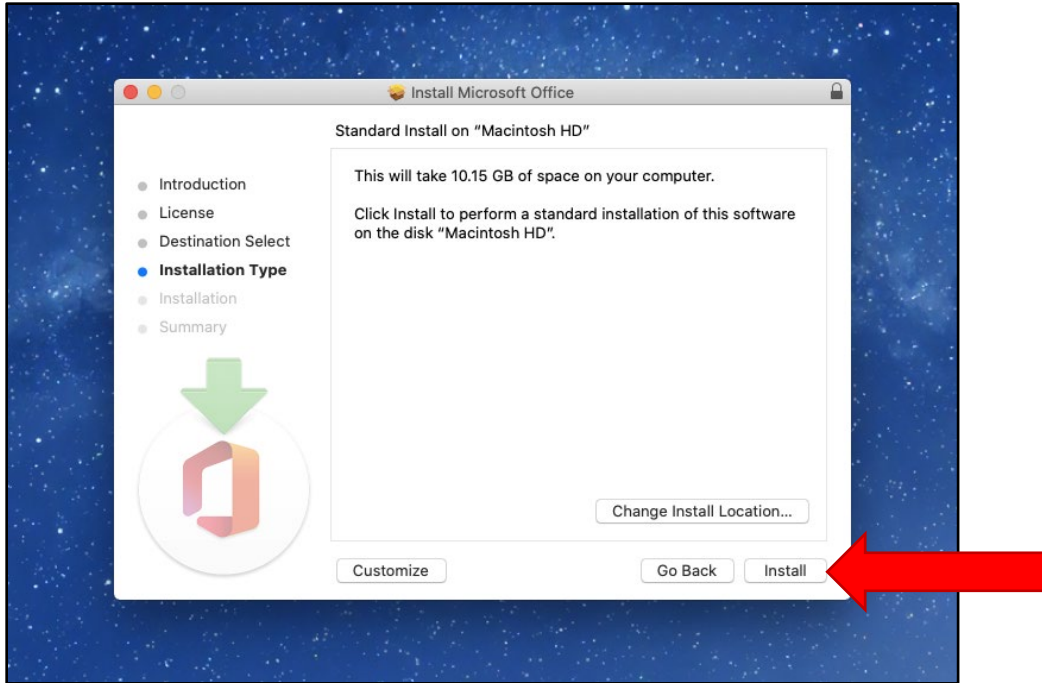 Install Microsoft Office
Standard Install on “Macintosh HD”
Introduction
License
Destination Select
Installation Type
Installation
Summary
This will take 10.15 GB of space on your computer.
Click Install to perform a standard installation of this software
on the disk “Macintosh HD”.
Change Install Location...
Customize
Go Back
Install